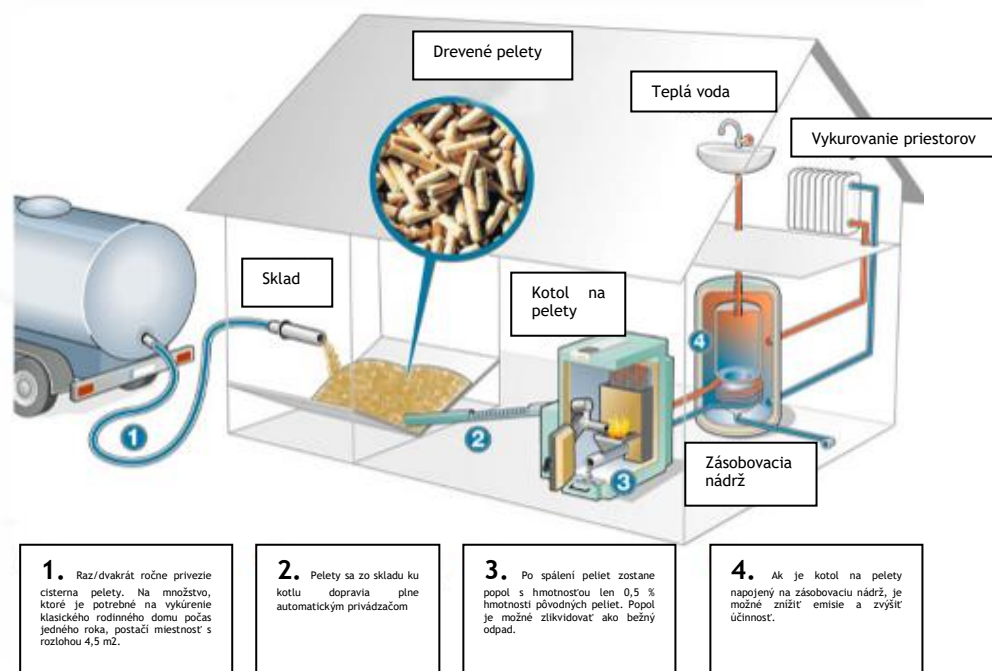 Drevené pelety
Teplá voda
Vykurovanie priestorov
Sklad
Kotol na
pelety
4
1
2
3
Zásobovacia
nádrž
1. Raz/dvakrát ročne privezie
cisterna pelety. Na množstvo,
ktoré je potrebné na vykúrenie
klasického rodinného domu počas
jedného roka, postačí miestnosť s
rozlohou 4,5 m2.
2. Pelety sa zo skladu ku
kotlu dopravia plne
automatickým privádzačom
3. Po spálení peliet zostane
popol s hmotnosťou len 0,5 %
hmotnosti pôvodných peliet. Popol
je možné zlikvidovať ako bežný
odpad.
4. Ak je kotol na pelety
napojený na zásobovaciu nádrž, je
možné znížiť emisie a zvýšiť
účinnosť.